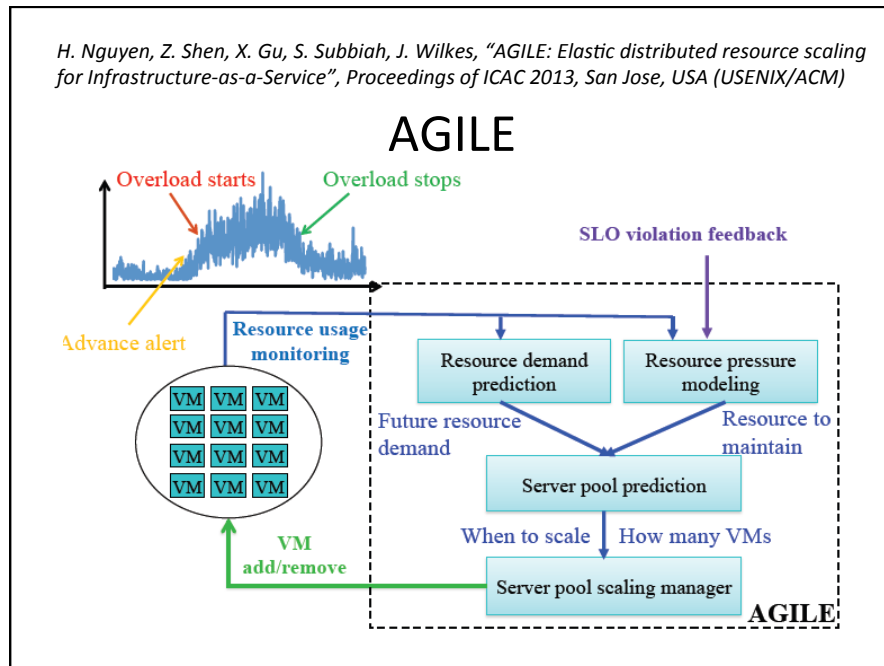 H. Nguyen, Z. Shen, X. Gu, S. Subbiah, J. Wilkes, “AGILE: Elastic distributed resource scaling
for Infrastructure-as-a-Service”, Proceedings of ICAC 2013, San Jose, USA (USENIX/ACM)
AGILE
Overload starts
Overload stops
SLO violation feedback
Advance alert
Resource usage
monitoring
Resource demand
prediction
Resource pressure
modeling
VM VM VM
VM VM VM
VM VM VM
VM VM VM
Future resource
demand
Resource to
maintain
Server pool prediction
When to scale
How many VMs
VM
add/remove
Server pool scaling manager
AGILE